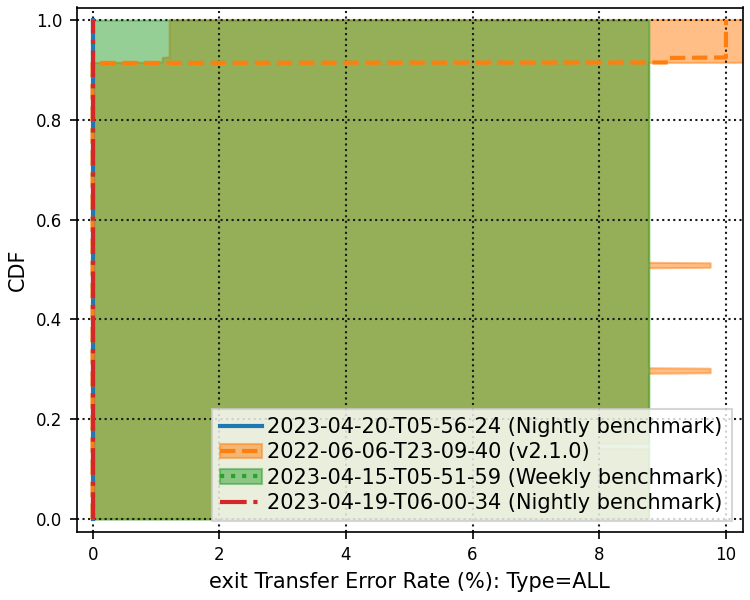 1.0
0.8
0.6
0.4
0.2
0.0
CDF
2023-04-20-T05-56-24 (Nightly benchmark)
2022-06-06-T23-09-40 (v2.1.0)
2023-04-15-T05-51-59 (Weekly benchmark)
2023-04-19-T06-00-34 (Nightly benchmark)
0 2 4 6 8 10
exit Transfer Error Rate (%): Type=ALL